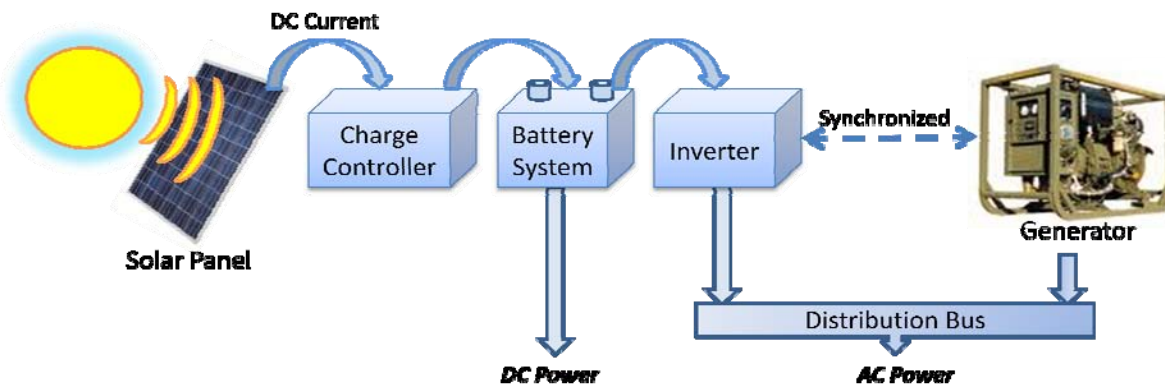 DC Current
Charge
Controller
Battery
System
Inverter
Synchronized
Solar Panel
Generator
Distribution Bus
DC Power
AC Power